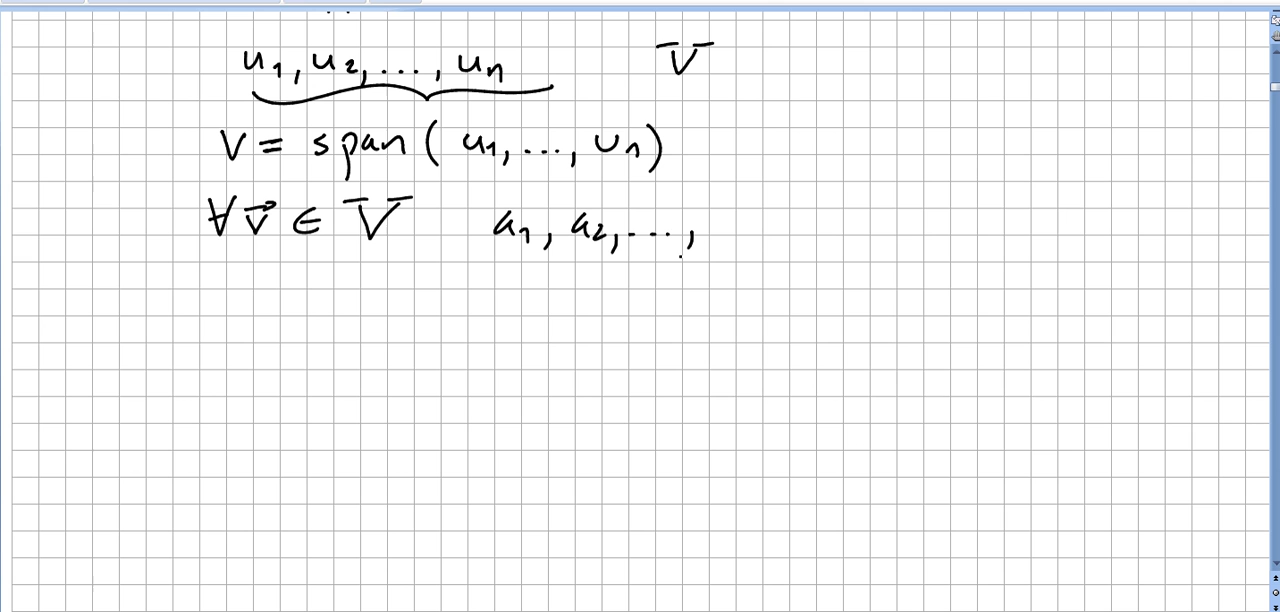 u₁, u₂, ..., uₙ V
V = span( u₁, ..., uₙ)
∀ v⃗ ∈ V a₁, a₂, ...,